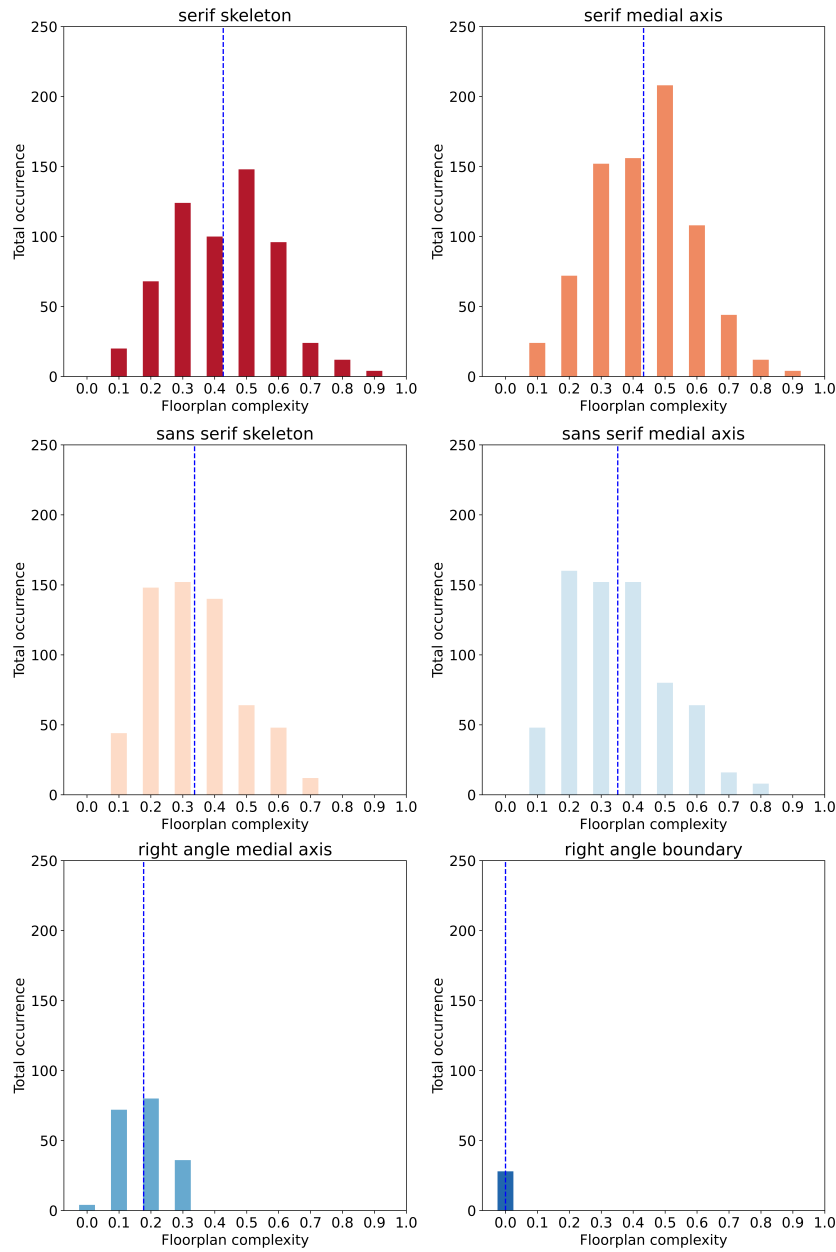 serif skeleton
250
200
150
100
50
0
Total occurrence
0.0 0.1 0.2 0.3 0.4 0.5 0.6 0.7 0.8 0.9 1.0
Floorplan complexity
serif medial axis
250
200
150
100
50
0
Total occurrence
0.0 0.1 0.2 0.3 0.4 0.5 0.6 0.7 0.8 0.9 1.0
Floorplan complexity
sans serif skeleton
250
200
150
100
50
0
Total occurrence
0.0 0.1 0.2 0.3 0.4 0.5 0.6 0.7 0.8 0.9 1.0
Floorplan complexity
sans serif medial axis
250
200
150
100
50
0
Total occurrence
0.0 0.1 0.2 0.3 0.4 0.5 0.6 0.7 0.8 0.9 1.0
Floorplan complexity
right angle medial axis
250
200
150
100
50
0
Total occurrence
0.0 0.1 0.2 0.3 0.4 0.5 0.6 0.7 0.8 0.9 1.0
Floorplan complexity
right angle boundary
250
200
150
100
50
0
Total occurrence
0.0 0.1 0.2 0.3 0.4 0.5 0.6 0.7 0.8 0.9 1.0
Floorplan complexity